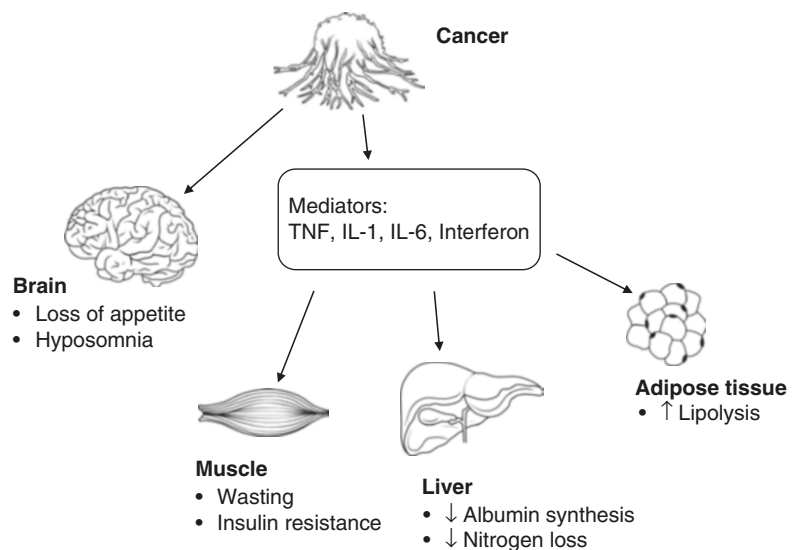 Cancer
Mediators:
TNF, IL-1, IL-6, Interferon
Brain
• Loss of appetite
• Hyposomnia
Adipose tissue
• ↑ Lipolysis
Muscle
• Wasting
• Insulin resistance
Liver
• ↓ Albumin synthesis
• ↓ Nitrogen loss